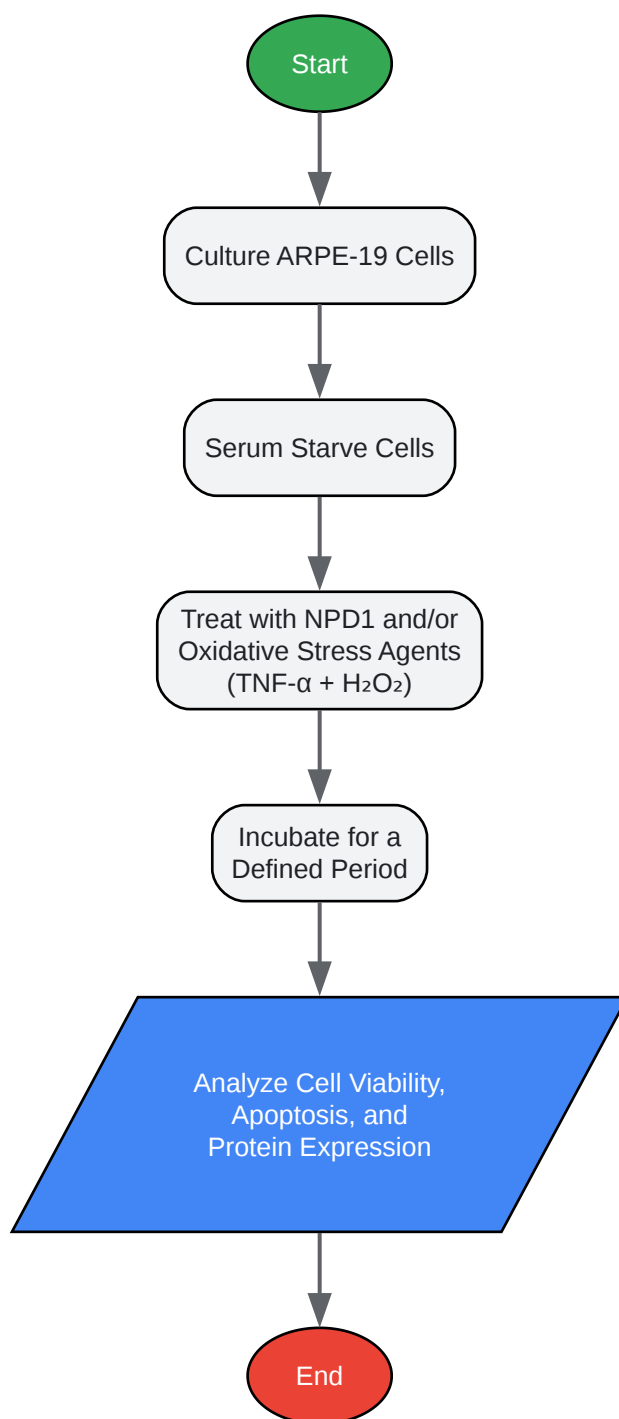 Start
Culture ARPE-19 Cells
Serum Starve Cells
Treat with NPD1 and/or
Oxidative Stress Agents
(TNF-α + H₂O₂)
Incubate for a
Defined Period
Analyze Cell Viability,
Apoptosis, and
Protein Expression
End